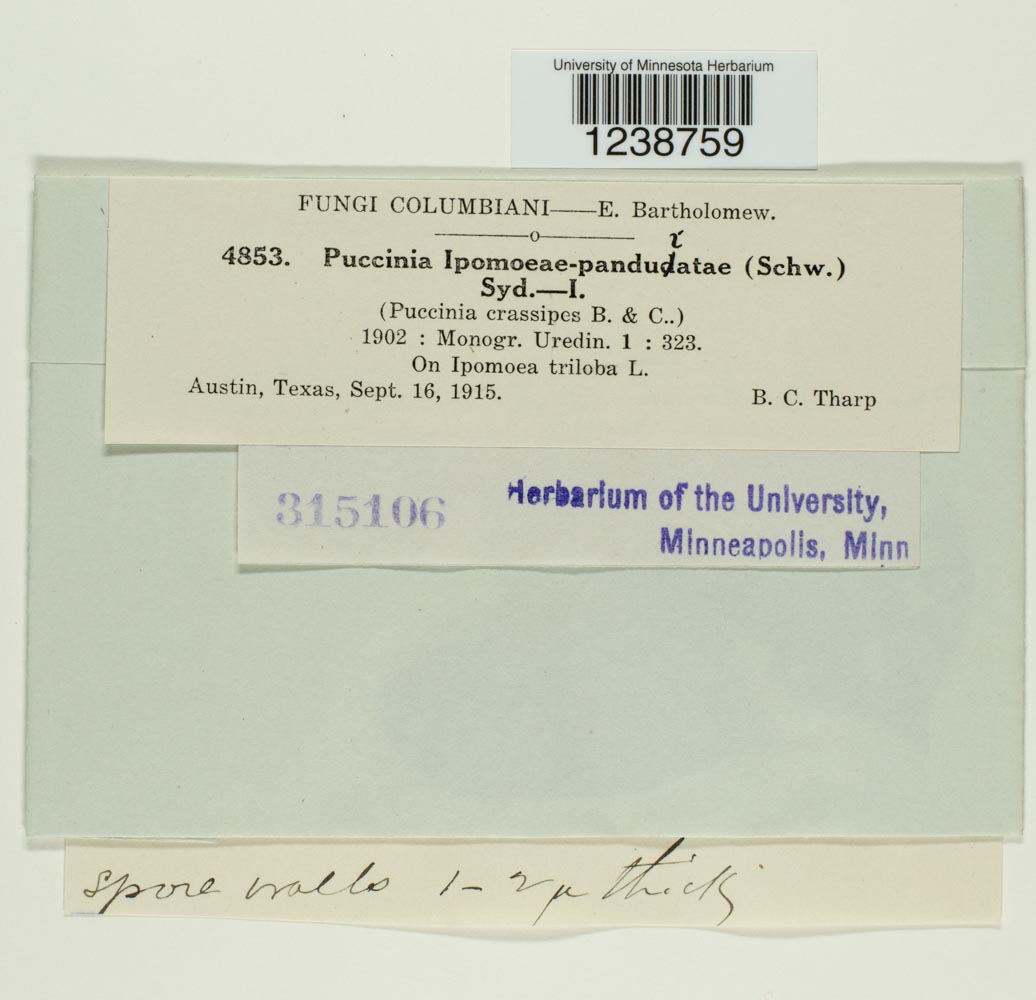 University of Minnesota Herbarium
1238759
FUNGI COLUMBIANI——E. Bartholomew.
———o———
4853. Puccinia Ipomoeae-panduratae (Schw.)
Syd.—I.
(Puccinia crassipes B. & C..)
1902 : Monogr. Uredin. 1 : 323.
On Ipomoea triloba L.
Austin, Texas, Sept. 16, 1915. B. C. Tharp
315106
Herbarium of the University,
Minneapolis, Minn
spore walls 1-2µ thick